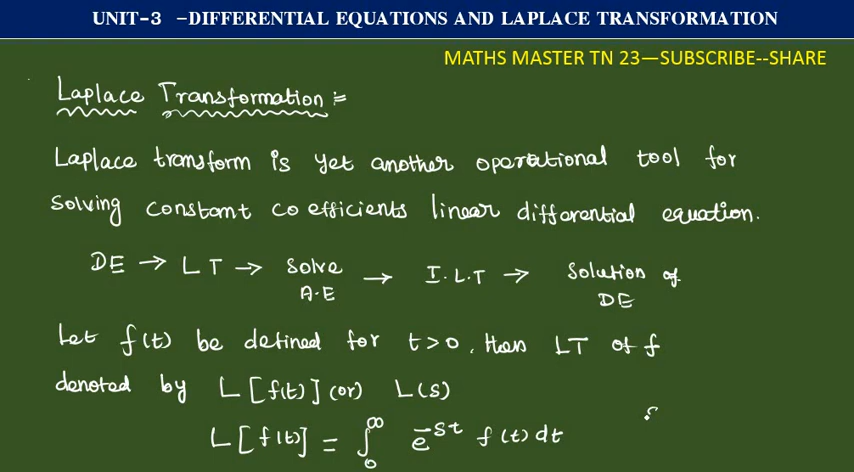 UNIT-3 –DIFFERENTIAL EQUATIONS AND LAPLACE TRANSFORMATION
MATHS MASTER TN 23—SUBSCRIBE--SHARE
Laplace Transformation :=
Laplace transform is yet another operational tool for
Solving constant coefficients linear differential equation.
DE → LT → Solve A.E → I.L.T → Solution of DE
Let f(t) be defined for t>0, then LT of f
denoted by L[f(t)] (or) L(s)
L[f(t)] = ∫₀^∞ e^-st f(t) dt